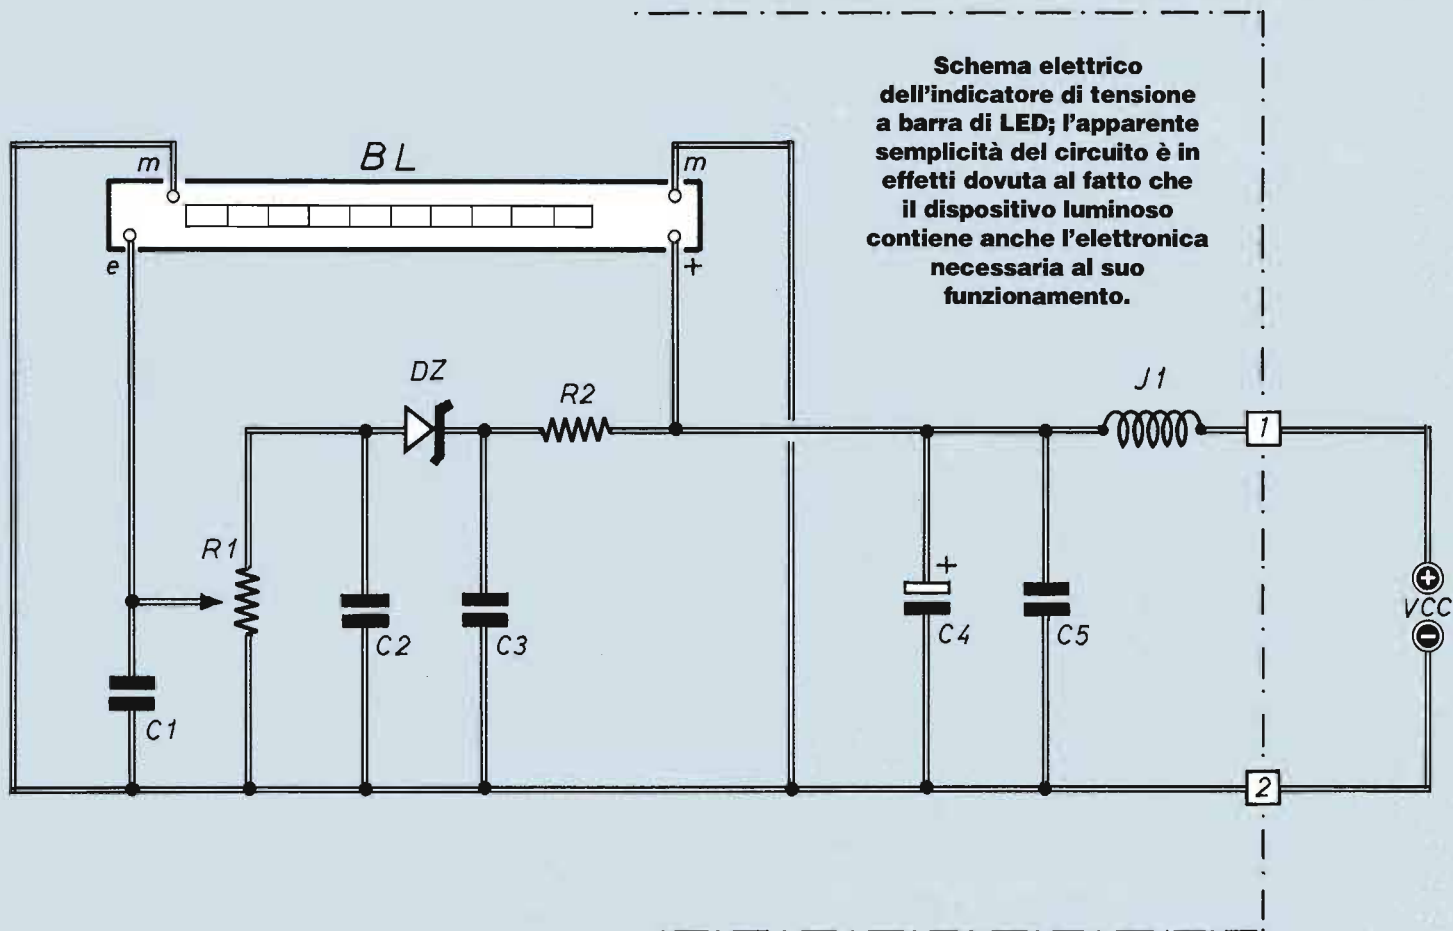 Schema elettrico
dell'indicatore di tensione
a barra di LED; l'apparente
semplicità del circuito è in
effetti dovuta al fatto che
il dispositivo luminoso
contiene anche l'elettronica
necessaria al suo
funzionamento.
m
BL
m
e
+
DZ
R2
J1
1
R1
C2
C3
+
C4
C5
+
VCC
−
C1
2